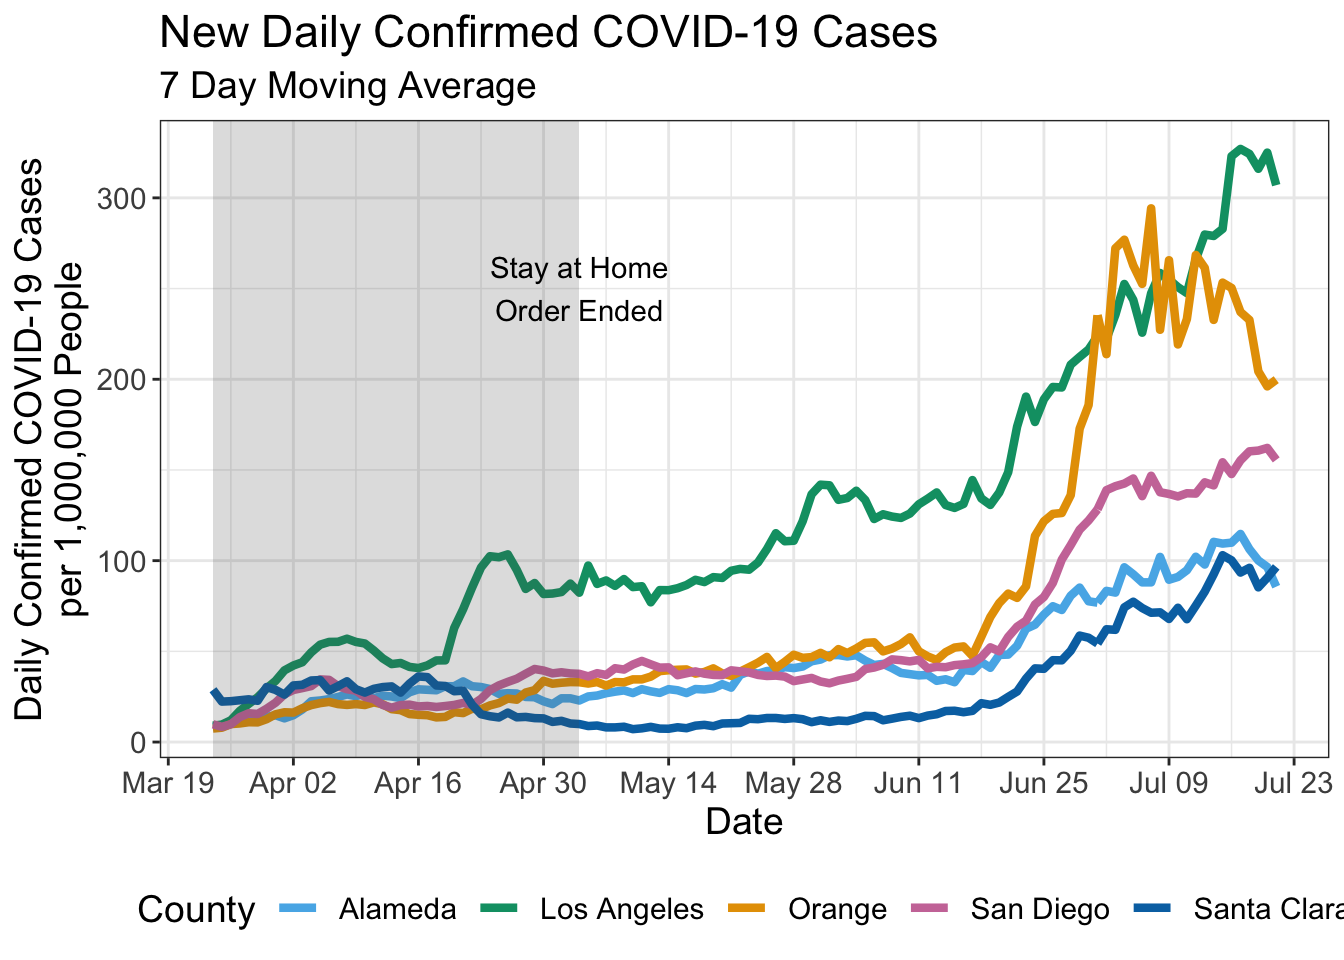 New Daily Confirmed COVID-19 Cases
7 Day Moving Average
Daily Confirmed COVID-19 Cases
per 1,000,000 People
300
200
100
0
Stay at Home
Order Ended
Mar 19 Apr 02 Apr 16 Apr 30 May 14 May 28 Jun 11 Jun 25 Jul 09 Jul 23
Date
County Alameda Los Angeles Orange San Diego Santa Clara